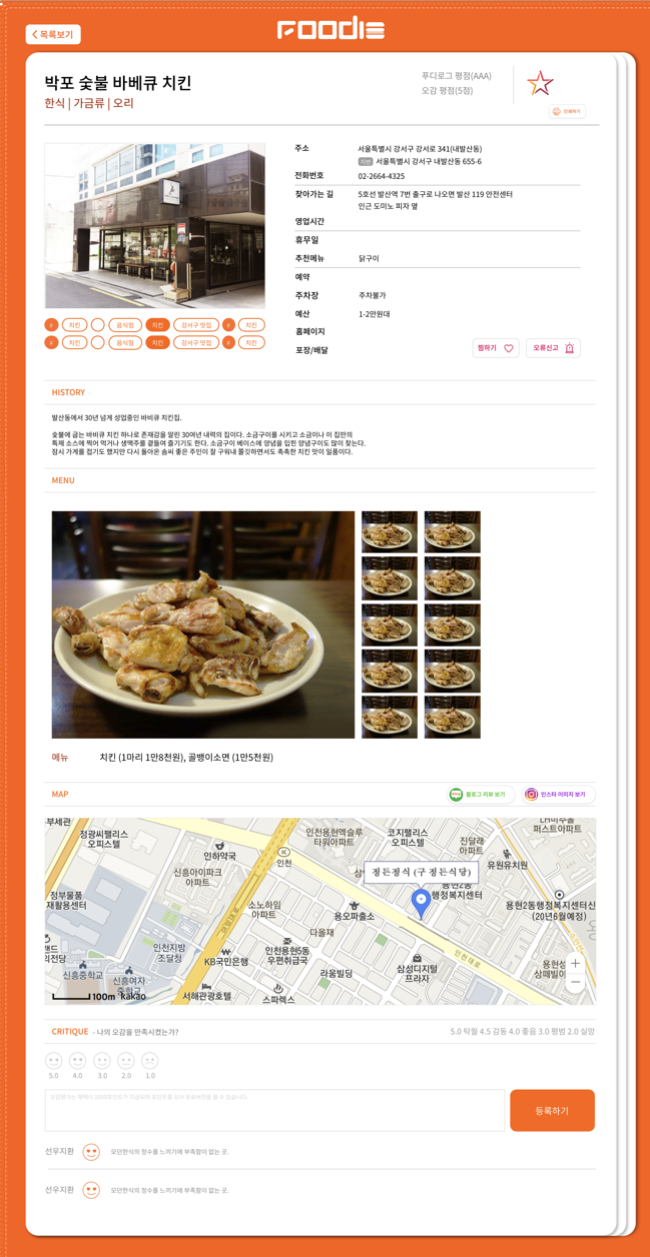 FOODIE
< 목록보기
박포 숯불 바베큐 치킨
한식 | 가금류 | 오리
푸디로그 평점(AAA)
오감 평점(5점)
인쇄하기
주소 서울특별시 강서구 강서로 341(내발산동)
지번 서울특별시 강서구 내발산동 655-6
전화번호 02-2664-4325
찾아가는 길 5호선 발산역 7번 출구로 나오면 발산 119 안전센터
인근 도미노 피자 옆
영업시간
휴무일
추천메뉴 닭구이
예약
주차장 주차불가
예산 1-2만원대
홈페이지
포장/배달
찜하기
오류신고
# 치킨 음식점 치킨 강서구 맛집 # 치킨
# 치킨 음식점 치킨 강서구 맛집 # 치킨
HISTORY
발산동에서 30년 넘게 성업중인 바비큐 치킨집.
숯불에 굽는 바비큐 치킨 하나로 존재감을 알린 30여년 내력의 집이다. 소금구이를 시키고 소금이나 이 집만의
특제 소스에 찍어 먹거나 생맥주를 곁들여 즐기기도 한다. 소금구이 베이스에 양념을 입힌 양념구이도 많이 찾는다.
잠시 가게를 접기도 했지만 다시 돌아온 솜씨 좋은 주인이 잘 구워내 쫄깃하면서도 촉촉한 치킨 맛이 일품이다.
MENU
메뉴 치킨 (1마리 1만8천원), 골뱅이소면 (1만5천원)
MAP
블로그 리뷰 보기
인스타 이미지 보기
부세관
정광씨팰리스
오피스텔
인하약국
신흥아이파크
아파트
인천
인천용현엑슬루
타워아파트
코지팰리스
오피스텔
진달래
아파트
LH미추홀
퍼스트아파트
유원유치원
정든정식 (구 정든식당)
용현2동
행정복지센터
용현2동행정복지센터신
(20년6월예정)
정부물품
재활용센터
소노하임
아파트
용오파출소
다올재
인천대로
인천지방
조달청
KB국민은행
인천용현5동
우편취급국
라움빌딩
삼성디지털
프라자
신흥중학교
신흥여자
중학교
서해관광호텔
스파렉스
100m
kakao
+
−
CRITIQUE - 나의 오감을 만족시켰는가?
5.0 탁월 4.5 감동 4.0 좋음 3.0 평범 2.0 실망
5.0 4.0 3.0 2.0 1.0
등록하기
선우지환 모던한식의 정수를 느끼기에 부족함이 없는 곳.
선우지환 모던한식의 정수를 느끼기에 부족함이 없는 곳.